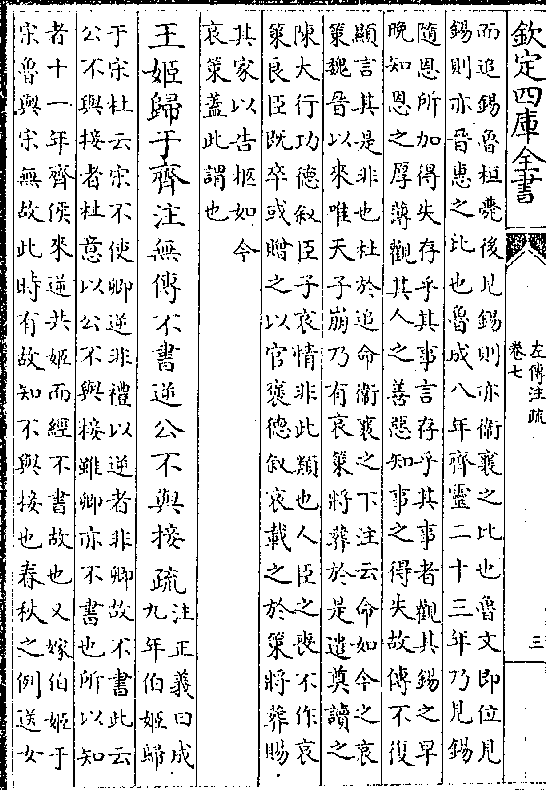 欽定四庫全書
左傳注疏
卷七
三
而追錫魯桓薨後見錫則亦衛襄之比也魯文即位見
錫則亦晉惠之比也魯成八年齊靈二十三年乃見錫
隨恩所加得失存乎其事言存乎其事者觀其錫之早
晚知恩之厚薄觀其人之善惡知事之得失故傳不復
顯言其是非也杜於追命衛襄之下注云命如今之哀
策魏晉以來唯天子崩乃有哀策將葬於是遣奠讀之
陳大行功德叙臣子哀情非此類也人臣之喪不作哀
策良臣既卒或贈之以官褒德叙哀載之於策將葬賜
其家以告柩如今
哀策蓋此謂也
王姬歸于齊注無傳不書逆公不與接疏
注正義曰成
九年伯姬歸
于宋杜云宋不使卿逆非禮以逆者非卿故不書此云
公不與接者杜意以公不與接雖卿亦不書也所以知
者十一年齊侯來逆共姬而經不書故也又嫁伯姬于
宋魯與宋無故此時有故知不與接也春秋之例送女